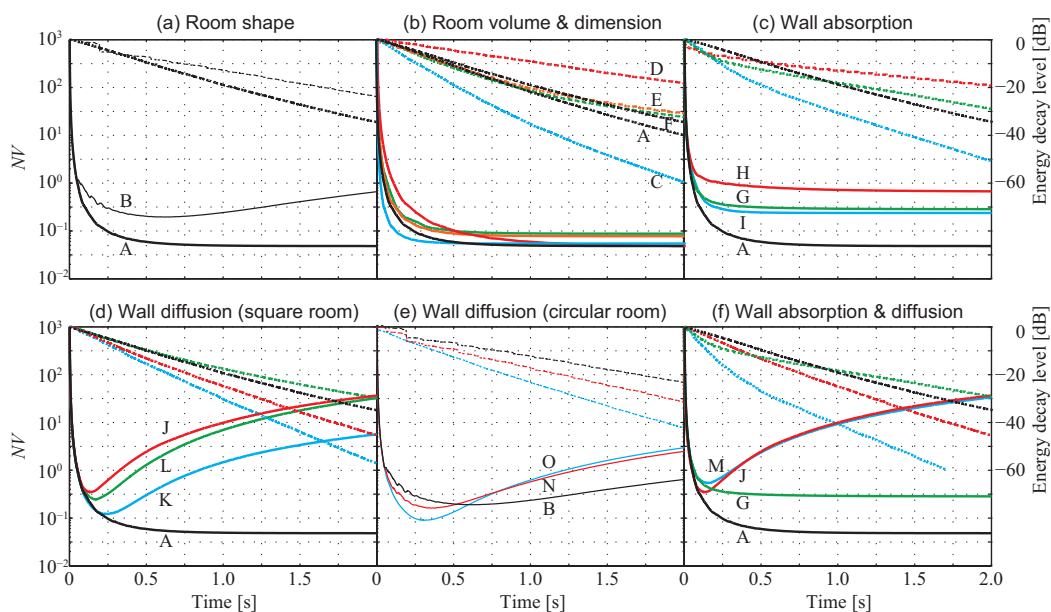 (a) Room shape
(b) Room volume & dimension
(c) Wall absorption
10³
10²
10¹
10⁰
10⁻¹
10⁻²
NV
B
A
D
E
F
A
C
H
G
I
A
0
−20
−40
−60
Energy decay level [dB]
(d) Wall diffusion (square room)
(e) Wall diffusion (circular room)
(f) Wall absorption & diffusion
10³
10²
10¹
10⁰
10⁻¹
10⁻²
NV
J
L
K
A
O
N
B
M
J
G
A
0
−20
−40
−60
Energy decay level [dB]
0 0.5 1.0 1.5 0 0.5 1.0 1.5 0 0.5 1.0 1.5 2.0
Time [s] Time [s] Time [s]